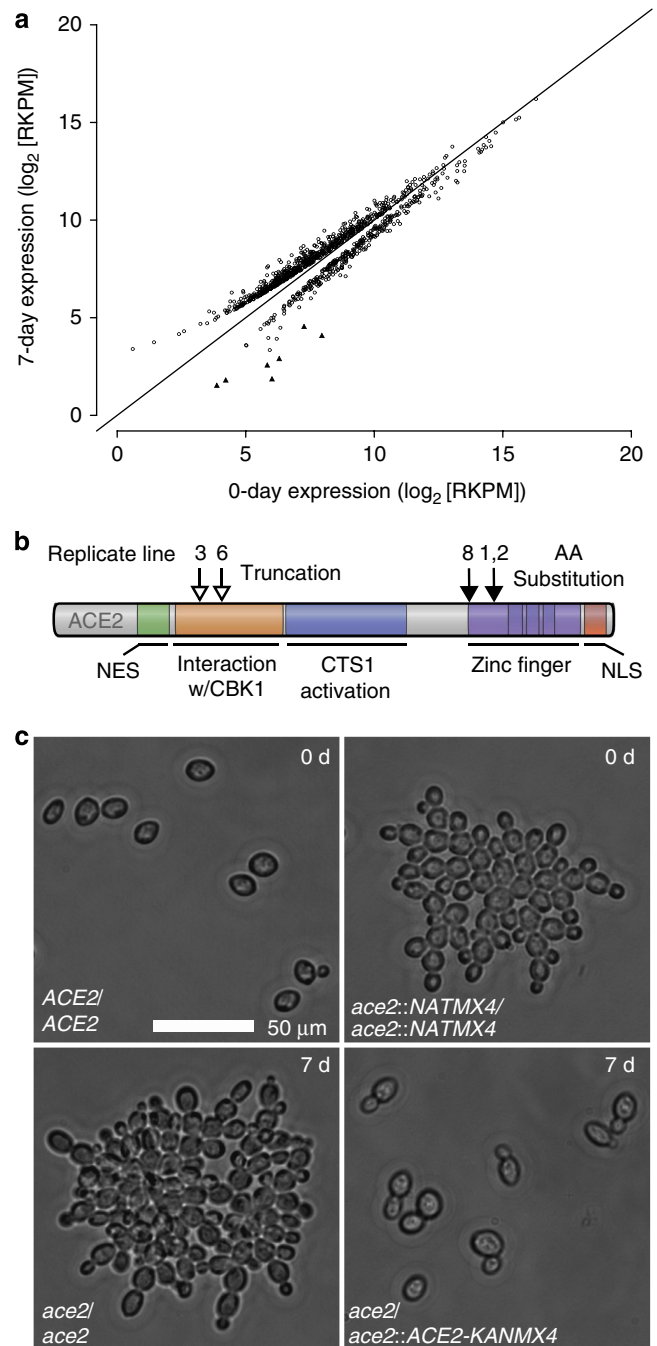 a
20
15
10
5
0
7-day expression (log2 [RKPM])
0 5 10 15 20
0-day expression (log2 [RKPM])
b
Replicate line 3 6 Truncation
8 1,2 AA Substitution
ACE2
NES
Interaction
w/CBK1
CTS1
activation
Zinc finger
NLS
c
0 d
ACE2/
ACE2
50 µm
0 d
ace2::NATMX4/
ace2::NATMX4
7 d
ace2/
ace2
7 d
ace2/
ace2::ACE2-KANMX4